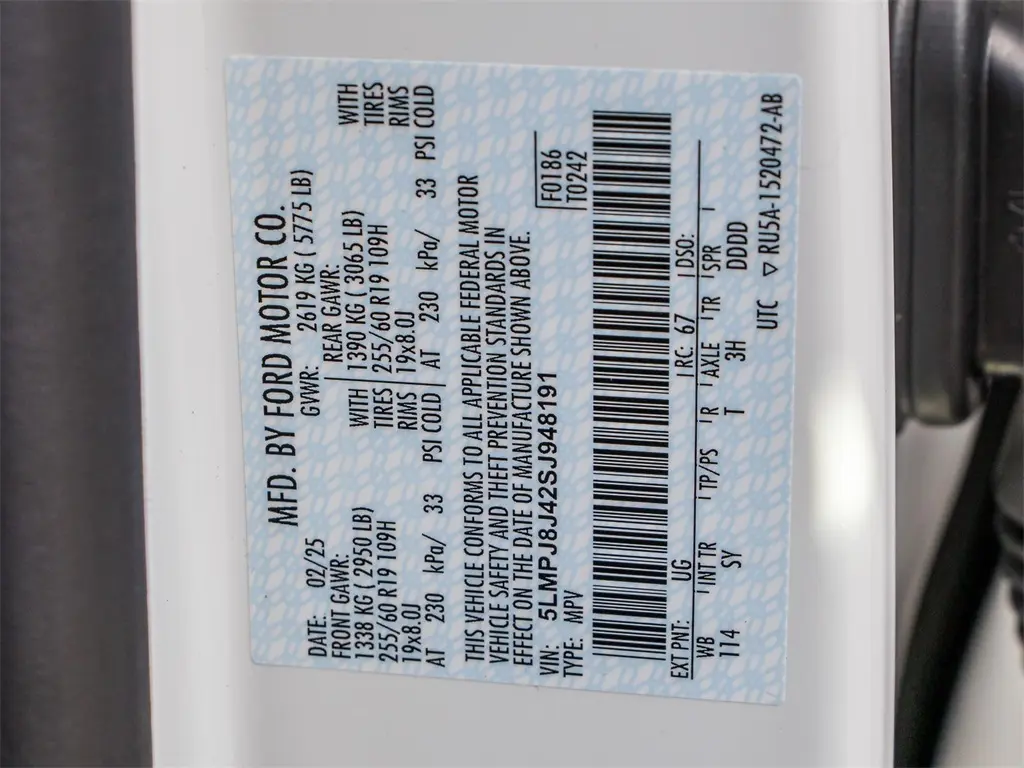 MFD. BY FORD MOTOR CO.
DATE: 02/25 GVWR: 2619 KG ( 5775 LB)
FRONT GAWR: REAR GAWR:
1338 KG ( 2950 LB) WITH 1390 KG ( 3065 LB) WITH
255/60 R19 109H TIRES 255/60 R19 109H TIRES
19x8.0J RIMS 19x8.0J RIMS
AT 230 kPa/ 33 PSI COLD AT 230 kPa/ 33 PSI COLD
THIS VEHICLE CONFORMS TO ALL APPLICABLE FEDERAL MOTOR
VEHICLE SAFETY AND THEFT PREVENTION STANDARDS IN
EFFECT ON THE DATE OF MANUFACTURE SHOWN ABOVE.
VIN: 5LMPJ8J42SJ948191 F0186
TYPE: MPV T0242
EXT PNT: UG RC: 67 DSO:
WB INT TR TP/PS R AXLE TR SPR
114 SY T 3H DDDD
UTC ▽ RU5A-1520472-AB